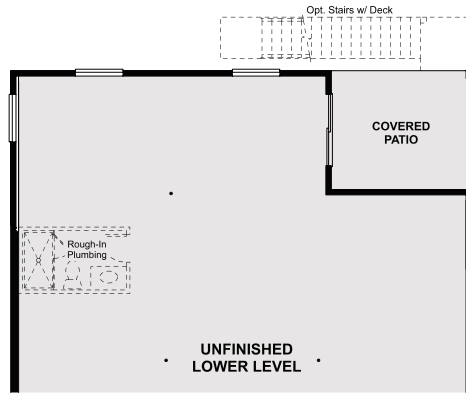 Opt. Stairs w/ Deck
COVERED
PATIO
Rough-In
Plumbing
UNFINISHED
LOWER LEVEL